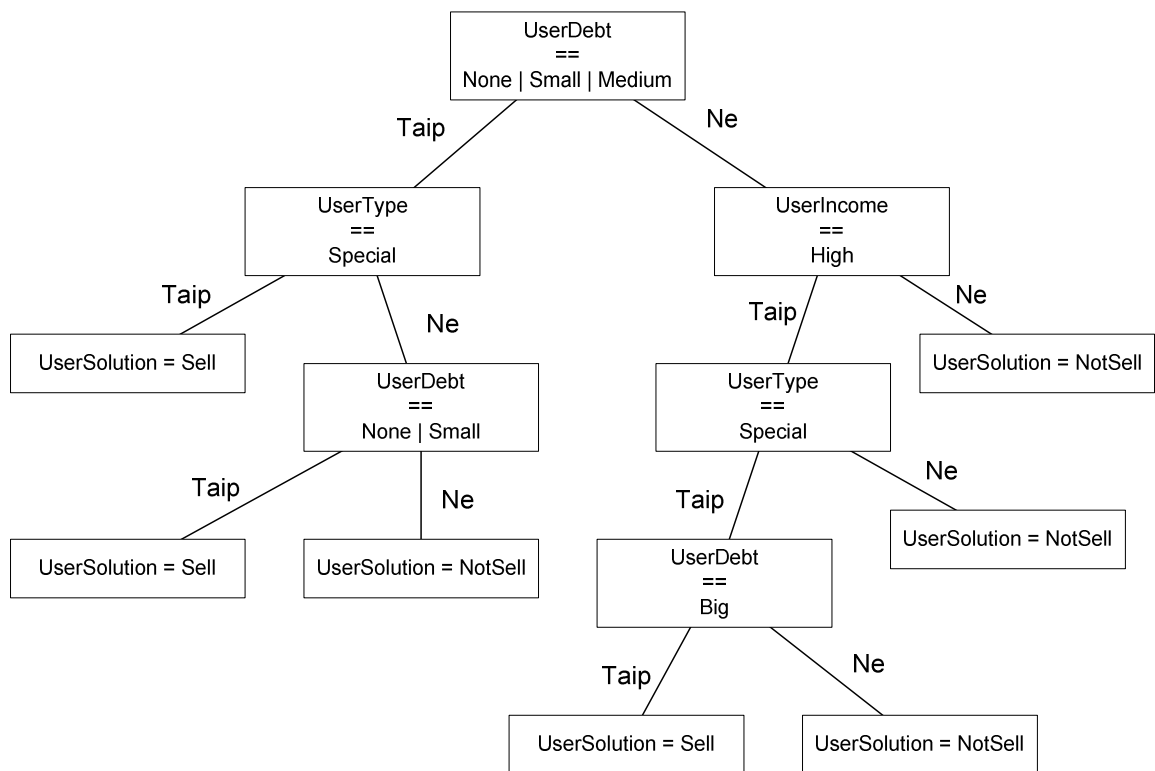 UserDebt
==
None | Small | Medium
Taip
Ne
UserType
==
Special
UserIncome
==
High
Taip
Ne
Taip
Ne
UserSolution = Sell
UserDebt
==
None | Small
UserType
==
Special
UserSolution = NotSell
Taip
Ne
Taip
Ne
UserSolution = Sell
UserSolution = NotSell
UserDebt
==
Big
UserSolution = NotSell
Taip
Ne
UserSolution = Sell
UserSolution = NotSell